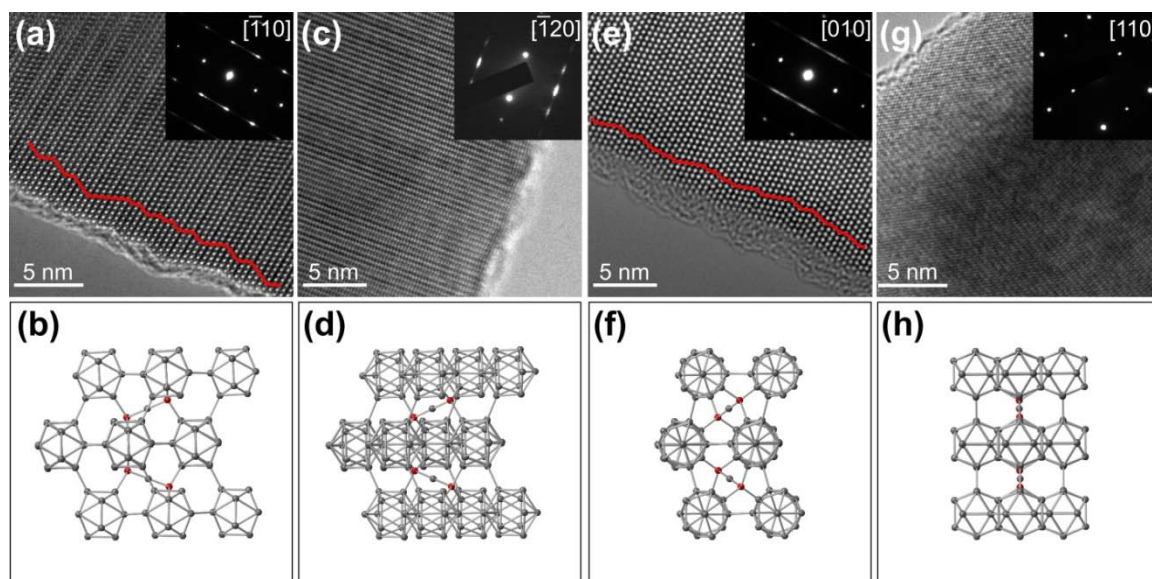 (a)
[1̄10]
5 nm
(c)
[1̄20]
5 nm
(e)
[010]
5 nm
(g)
[110
5 nm
(b)
(d)
(f)
(h)